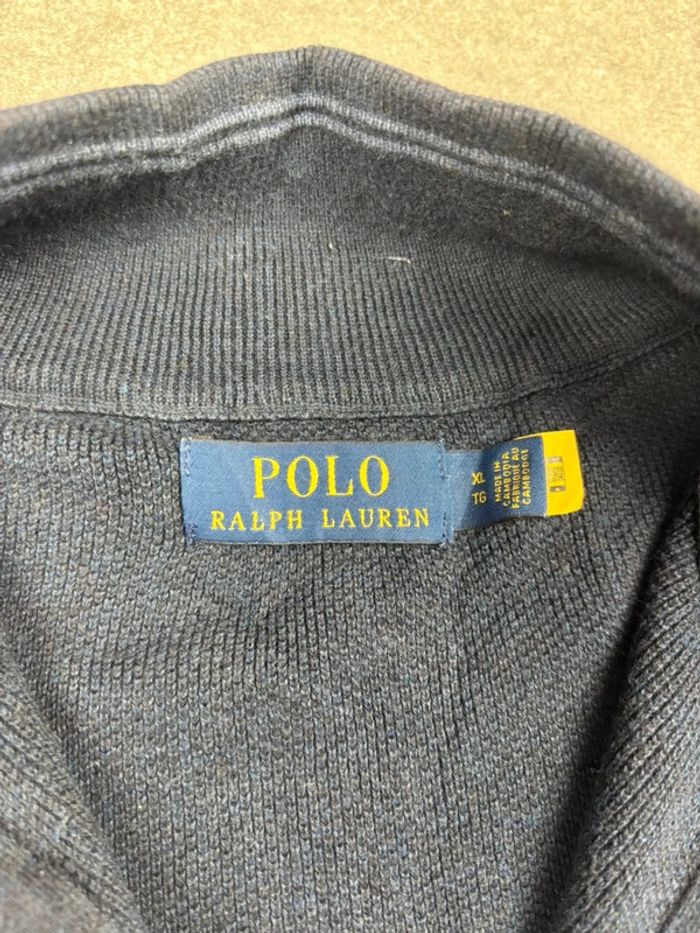 POLO
RALPH LAUREN
XL
TG
MADE IN
CAMBODIA
FABRIQUÉ AU
CAMBODGE